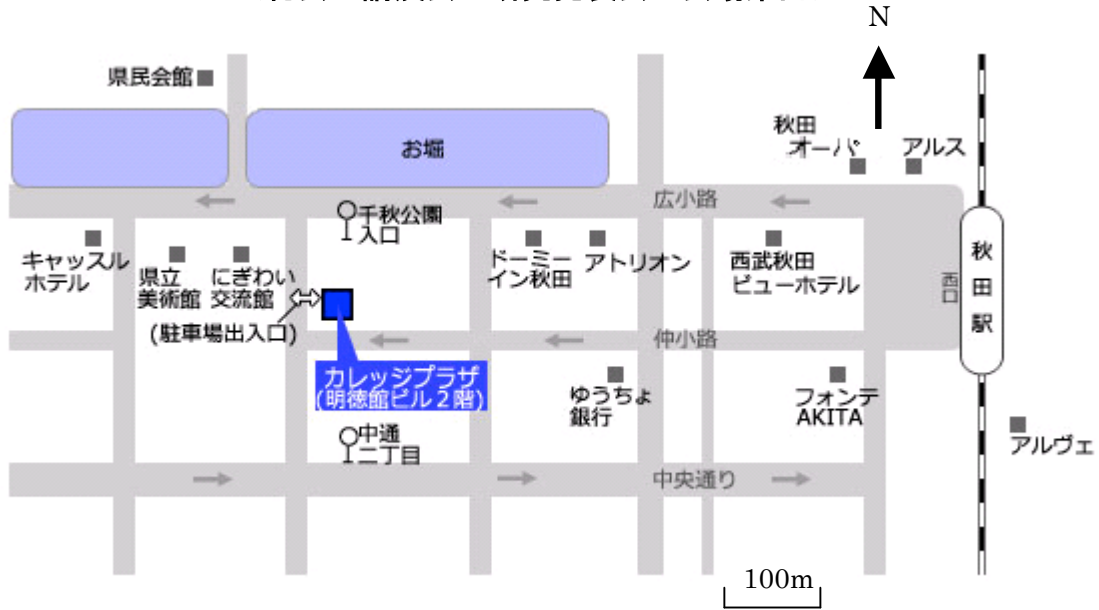 N
県民会館
お堀
秋田
オーパ
アルス
広小路
千秋公園
入口
キャッスル
ホテル
県立
美術館
にぎわい
交流館
(駐車場出入口)
ドーミー
イン秋田
アトリオン
西武秋田
ビューホテル
西口
秋田駅
仲小路
カレッジプラザ
(明徳館ビル２階)
ゆうちょ
銀行
フォンテ
AKITA
アルヴェ
中通
二丁目
中央通り
100m